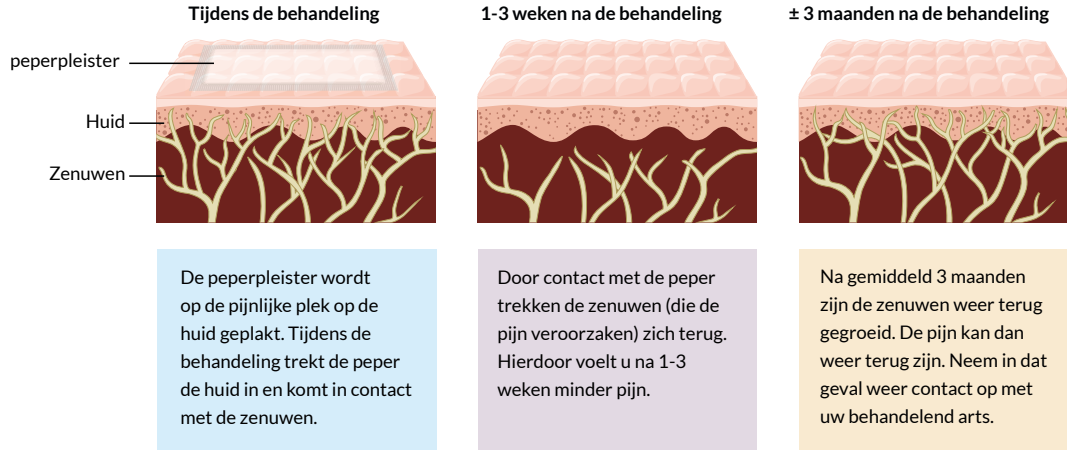 Tijdens de behandeling
1-3 weken na de behandeling
± 3 maanden na de behandeling
peperpleister
Huid
Zenuwen
De peperpleister wordt
op de pijnlijke plek op de
huid geplakt. Tijdens de
behandeling trekt de peper
de huid in en komt in contact
met de zenuwen.
Door contact met de peper
trekken de zenuwen (die de
pijn veroorzaken) zich terug.
Hierdoor voelt u na 1-3
weken minder pijn.
Na gemiddeld 3 maanden
zijn de zenuwen weer terug
gegroeid. De pijn kan dan
weer terug zijn. Neem in dat
geval weer contact op met
uw behandelend arts.